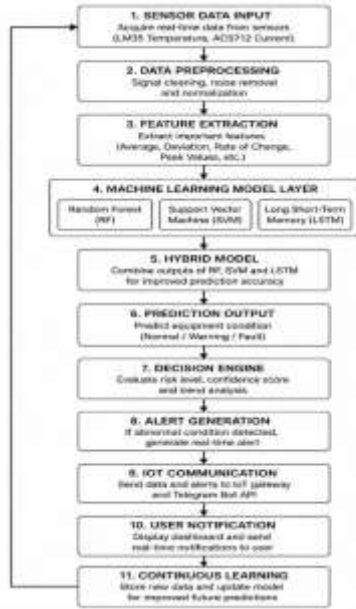 1. SENSOR DATA INPUT
Acquire real-time data from sensors
(LM35 Temperature, ACS712 Current)
2. DATA PREPROCESSING
Signal cleaning, noise removal
and normalization
3. FEATURE EXTRACTION
Extract important features
(Average, Deviation, Rate of Change,
Peak Values, etc.)
4. MACHINE LEARNING MODEL LAYER
Random Forest
(RF)
Support Vector
Machine (SVM)
Long Short-Term
Memory (LSTM)
5. HYBRID MODEL
Combine outputs of RF, SVM and LSTM
for improved prediction accuracy
6. PREDICTION OUTPUT
Predict equipment condition
(Normal / Warning / Fault)
7. DECISION ENGINE
Evaluate risk level, confidence score
and trend analysis
8. ALERT GENERATION
If abnormal condition detected,
generate real-time alert
9. IOT COMMUNICATION
Send data and alerts to IoT gateway
and Telegram Bot API
10. USER NOTIFICATION
Display dashboard and send
real-time notifications to user
11. CONTINUOUS LEARNING
Store new data and update model
for improved future predictions